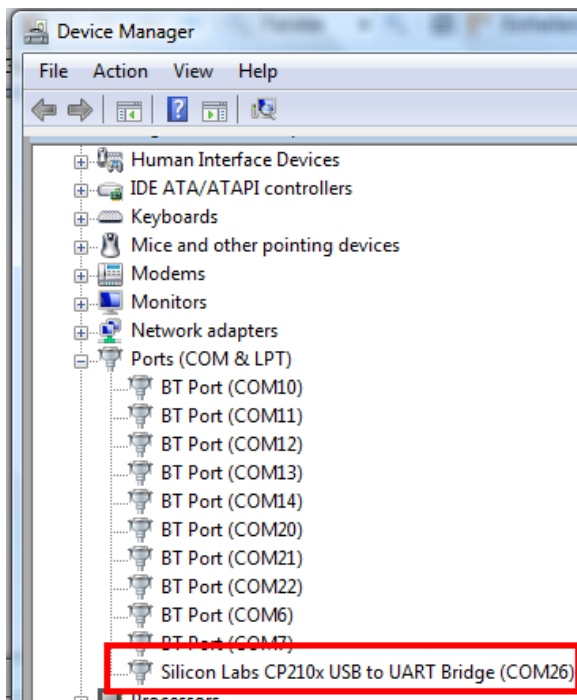 Device Manager
File Action View Help
Human Interface Devices
IDE ATA/ATAPI controllers
Keyboards
Mice and other pointing devices
Modems
Monitors
Network adapters
Ports (COM & LPT)
BT Port (COM10)
BT Port (COM11)
BT Port (COM12)
BT Port (COM13)
BT Port (COM14)
BT Port (COM20)
BT Port (COM21)
BT Port (COM22)
BT Port (COM6)
BT Port (COM7)
Silicon Labs CP210x USB to UART Bridge (COM26)
Processors